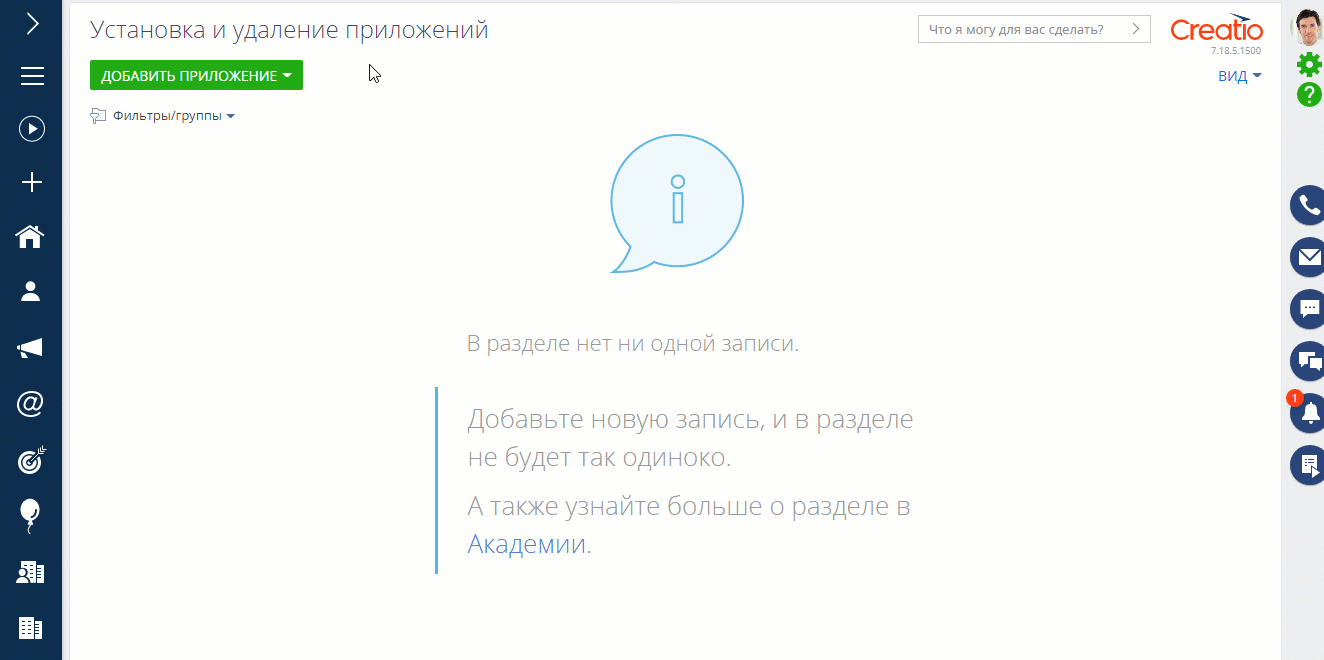 Установка и удаление приложений
Что я могу для вас сделать?
Creatio
7.18.5.1500
ДОБАВИТЬ ПРИЛОЖЕНИЕ
ВИД
Фильтры/группы
В разделе нет ни одной записи.
Добавьте новую запись, и в разделе
не будет так одиноко.
А также узнайте больше о разделе в
Академии.
1